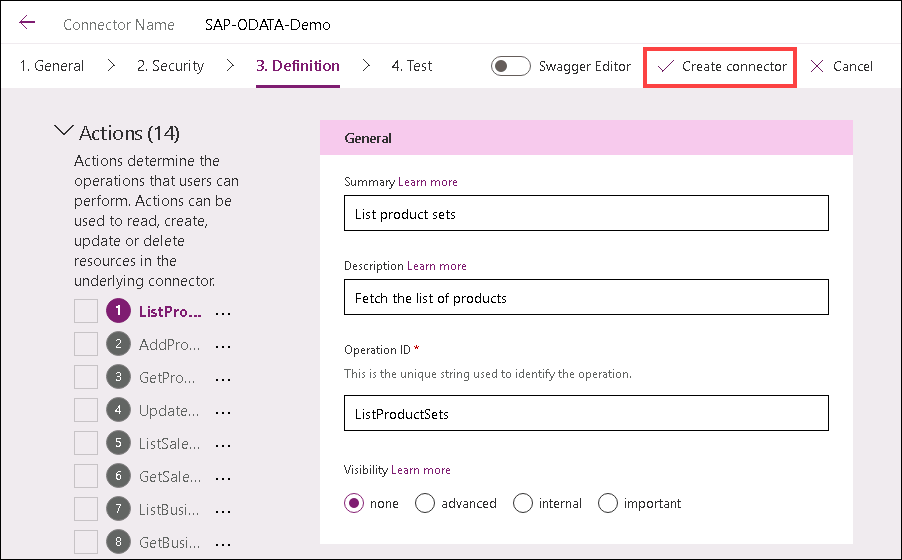 Connector Name SAP-ODATA-Demo
1. General 2. Security 3. Definition 4. Test Swagger Editor Create connector Cancel
Actions (14)
Actions determine the
operations that users can
perform. Actions can be
used to read, create,
update or delete
resources in the
underlying connector.
1 ListPro... ...
2 AddPro... ...
3 GetPro... ...
4 Update... ...
5 ListSale... ...
6 GetSale... ...
7 ListBusi... ...
8 GetBusi... ...
General
Summary Learn more
List product sets
Description Learn more
Fetch the list of products
Operation ID *
This is the unique string used to identify the operation.
ListProductSets
Visibility Learn more
none advanced internal important